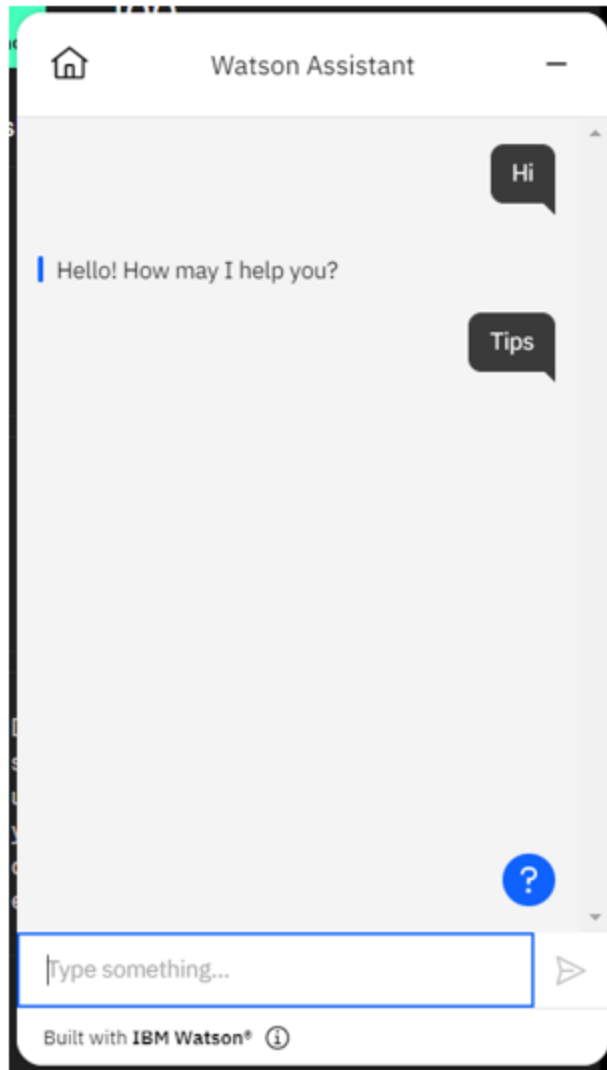 Watson Assistant
Hi
Hello! How may I help you?
Tips
?
Type something...
Built with IBM Watson®